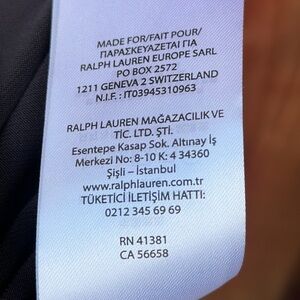 MADE FOR/FAIT POUR/
ΠΑΡΑΣΚΕΥΑΖΕΤΑΙ ΓΙΑ
RALPH LAUREN EUROPE SARL
PO BOX 2572
1211 GENEVA 2 SWITZERLAND
N.I.F. : IT03945310963
RALPH LAUREN MAĞAZACILIK VE
TİC. LTD. ŞTİ.
Esentepe Kasap Sok. Altınay İş
Merkezi No: 8-10 K: 4 34360
Şişli - İstanbul
www.ralphlauren.com.tr
TÜKETİCİ İLETİŞİM HATTI:
0212 345 69 69
RN 41381
CA 56658